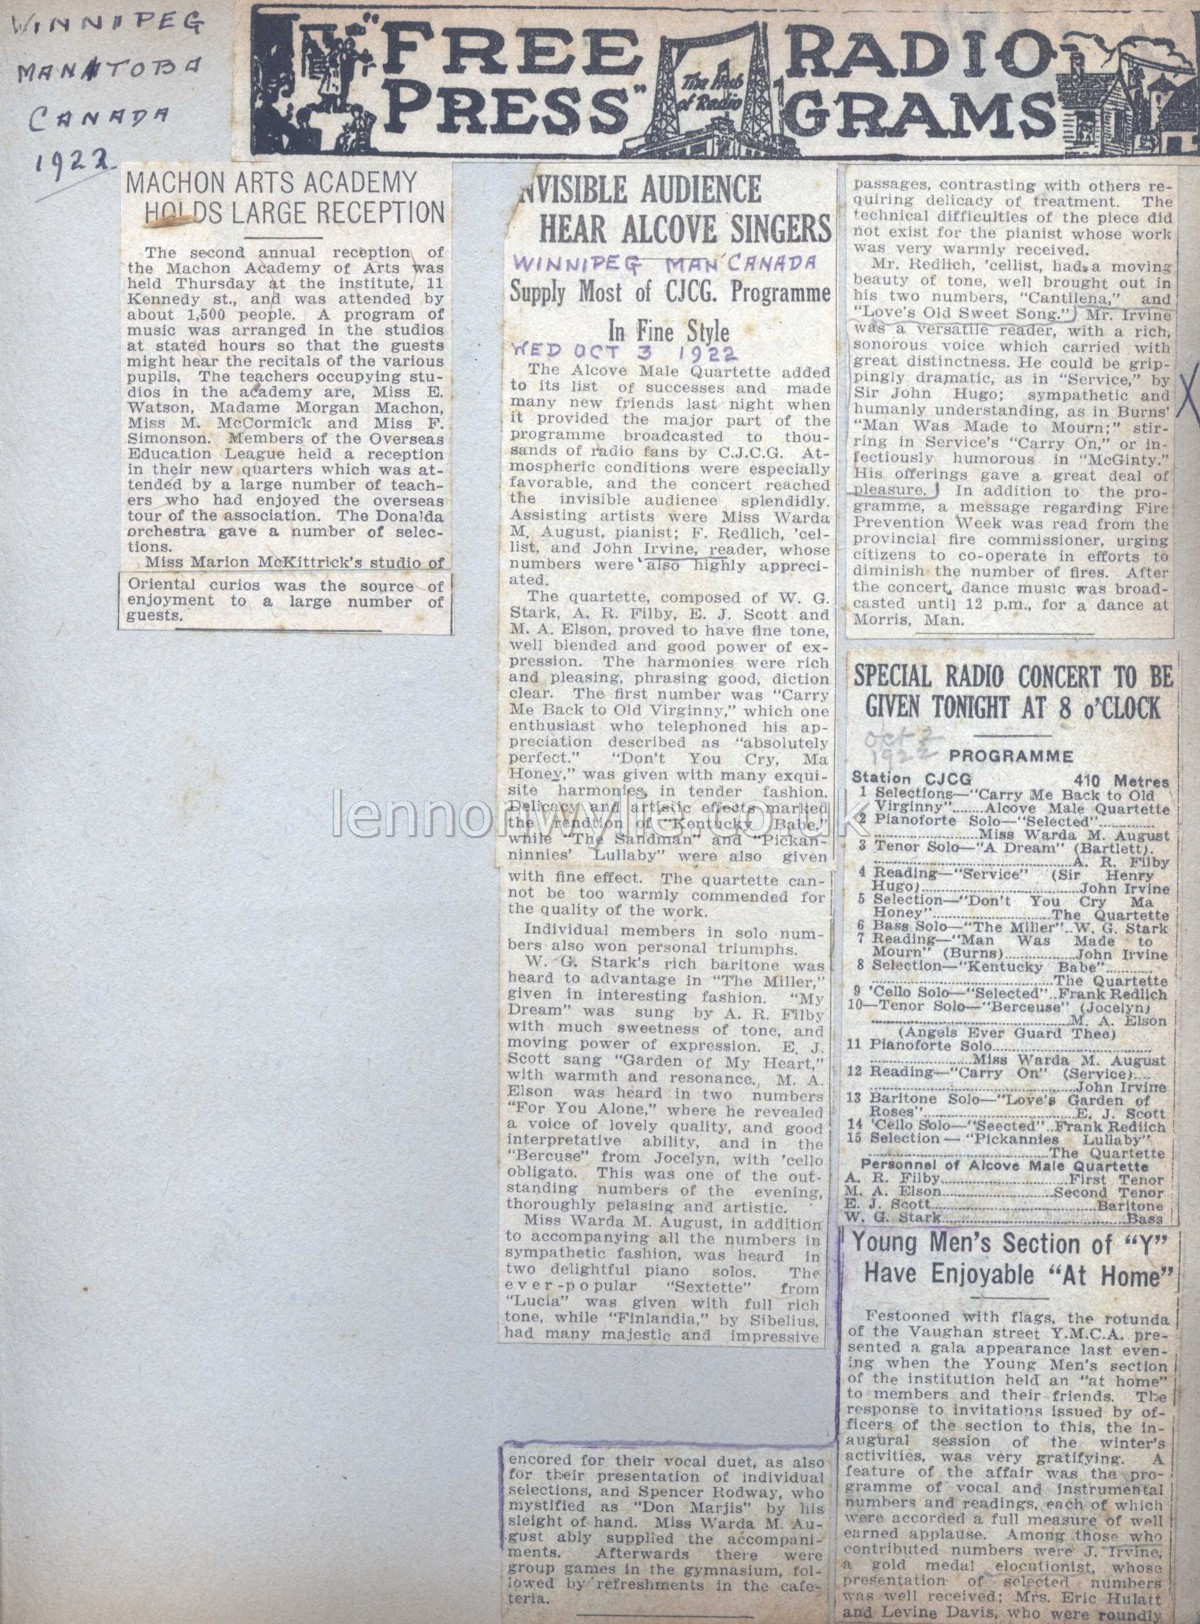 WINNIPEG
MANITOBA
CANADA
1922
"FREE PRESS"
The Hub
of Radio
RADIO GRAMS
MACHON ARTS ACADEMY
HOLDS LARGE RECEPTION
The second annual reception of
the Machon Academy of Arts was
held Thursday at the institute, 11
Kennedy st., and was attended by
about 1,500 people. A program of
music was arranged in the studios
at stated hours so that the guests
might hear the recitals of the various
pupils. The teachers occupying stu-
dios in the academy are, Miss E.
Watson, Madame Morgan Machon,
Miss M. McCormick and Miss F.
Simonson. Members of the Overseas
Education League held a reception
in their new quarters which was at-
tended by a large number of teach-
ers who had enjoyed the overseas
tour of the association. The Donalda
orchestra gave a number of selec-
tions.
Miss Marion McKittrick's studio of
Oriental curios was the source of
enjoyment to a large number of
guests.
NVISIBLE AUDIENCE
HEAR ALCOVE SINGERS
WINNIPEG MAN CANADA
Supply Most of CJCG. Programme
In Fine Style
WED OCT 3 1922
The Alcove Male Quartette added
to its list of successes and made
many new friends last night when
it provided the major part of the
programme broadcasted to thou-
sands of radio fans by C.J.C.G. At-
mospheric conditions were especially
favorable, and the concert reached
the invisible audience splendidly.
Assisting artists were Miss Warda
M. August, pianist; F. Redlich, 'cel-
list, and John Irvine, reader, whose
numbers were also highly appreci-
ated.
The quartette, composed of W. G.
Stark, A. R. Filby, E. J. Scott and
M. A. Elson, proved to have fine tone,
well blended and good power of ex-
pression. The harmonies were rich
and pleasing, phrasing good, diction
clear. The first number was "Carry
Me Back to Old Virginny," which one
enthusiast who telephoned his ap-
preciation described as "absolutely
perfect." "Don't You Cry, Ma
Honey," was given with many exqui-
site harmonies, in tender fashion.
Delicacy and artistic effects marked
the rendition of "Kentucky Babe,"
while "The Sandman" and "Pickan-
ninnies' Lullaby" were also given
with fine effect. The quartette can-
not be too warmly commended for
the quality of the work.
Individual members in solo num-
bers also won personal triumphs.
W. G. Stark's rich baritone was
heard to advantage in "The Miller,"
given in interesting fashion. "My
Dream" was sung by A. R. Filby
with much sweetness of tone, and
moving power of expression. E. J.
Scott sang "Garden of My Heart,"
with warmth and resonance. M. A.
Elson was heard in two numbers
"For You Alone," where he revealed
a voice of lovely quality, and good
interpretative ability, and in the
"Bercuse" from Jocelyn, with 'cello
obligato. This was one of the out-
standing numbers of the evening,
thoroughly pelasing and artistic.
Miss Warda M. August, in addition
to accompanying all the numbers in
sympathetic fashion, was heard in
two delightful piano solos. The
ever-popular "Sextette" from
"Lucia" was given with full rich
tone, while "Finlandia," by Sibelius,
had many majestic and impressive
passages, contrasting with others re-
quiring delicacy of treatment. The
technical difficulties of the piece did
not exist for the pianist whose work
was very warmly received.
Mr. Redlich, 'cellist, had a moving
beauty of tone, well brought out in
his two numbers, "Cantilena," and
"Love's Old Sweet Song." Mr. Irvine
was a versatile reader, with a rich,
sonorous voice which carried with
great distinctness. He could be grip-
pingly dramatic, as in "Service," by
Sir John Hugo; sympathetic and
humanly understanding, as in Burns'
"Man Was Made to Mourn;" stir-
ring in Service's "Carry On," or in-
fectiously humorous in "McGinty."
His offerings gave a great deal of
pleasure. In addition to the pro-
gramme, a message regarding Fire
Prevention Week was read from the
provincial fire commissioner, urging
citizens to co-operate in efforts to
diminish the number of fires. After
the concert, dance music was broad-
casted until 12 p.m., for a dance at
Morris, Man.
X
SPECIAL RADIO CONCERT TO BE
GIVEN TONIGHT AT 8 o'CLOCK
Oct 2
1922
PROGRAMME
Station CJCG 410 Metres
1 Selections—"Carry Me Back to Old
Virginny".......Alcove Male Quartette
2 Pianoforte Solo—"Selected"..........
..............Miss Warda M. August
3 Tenor Solo—"A Dream" (Bartlett).
..............................A. R. Filby
4 Reading—"Service" (Sir Henry
Hugo)........................John Irvine
5 Selection—"Don't You Cry Ma
Honey"....................The Quartette
6 Bass Solo—"The Miller"..W. G. Stark
7 Reading—"Man Was Made to
Mourn" (Burns)............John Irvine
8 Selection—"Kentucky Babe"..........
..........................The Quartette
9 'Cello Solo—"Selected"..Frank Redlich
10—Tenor Solo—"Berceuse" (Jocelyn)
..............................M. A. Elson
(Angels Ever Guard Thee)
11 Pianoforte Solo......................
..............Miss Warda M. August
12 Reading—"Carry On" (Service)....
..............................John Irvine
13 Baritone Solo—"Love's Garden of
Roses"........................E. J. Scott
14 'Cello Solo—"Seected"..Frank Redlich
15 Selection — "Pickannies Lullaby"
..........................The Quartette
Personnel of Alcove Male Quartette
A. R. Filby....................First Tenor
M. A. Elson..................Second Tenor
E. J. Scott........................Baritone
W. G. Stark..........................Bass
Young Men's Section of "Y"
Have Enjoyable "At Home"
Festooned with flags, the rotunda
of the Vaughan street Y.M.C.A. pre-
sented a gala appearance last even-
ing when the Young Men's section
of the institution held an "at home"
to members and their friends. The
response to invitations issued by of-
ficers of the section to this, the in-
augural session of the winter's
activities, was very gratifying. A
feature of the affair was the pro-
gramme of vocal and instrumental
numbers and readings, each of which
were accorded a full measure of well
earned applause. Among those who
contributed numbers were J. Irvine,
a gold medal elocutionist, whose
presentation of selected numbers
was well received; Mrs. Eric Hulatt
and Levine Davis, who were roundly
encored for their vocal duet, as also
for their presentation of individual
selections, and Spencer Rodway, who
mystified as "Don Marjis" by his
sleight of hand. Miss Warda M. Au-
gust ably supplied the accompani-
ments. Afterwards there were
group games in the gymnasium, fol-
lowed by refreshments in the cafe-
teria.
lennonwylie.co.uk